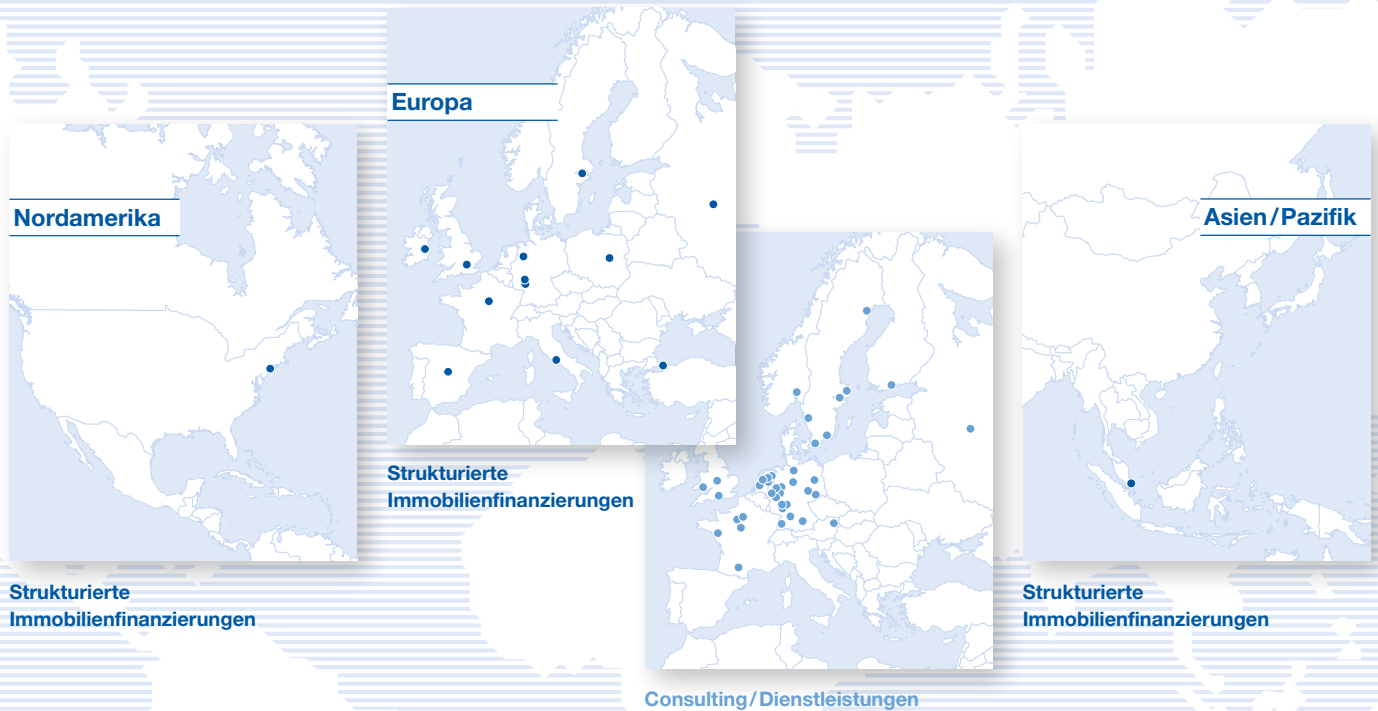 Europa
Nordamerika
Asien/Pazifik
Strukturierte
Immobilienfinanzierungen
Strukturierte
Immobilienfinanzierungen
Strukturierte
Immobilienfinanzierungen
Consulting/Dienstleistungen